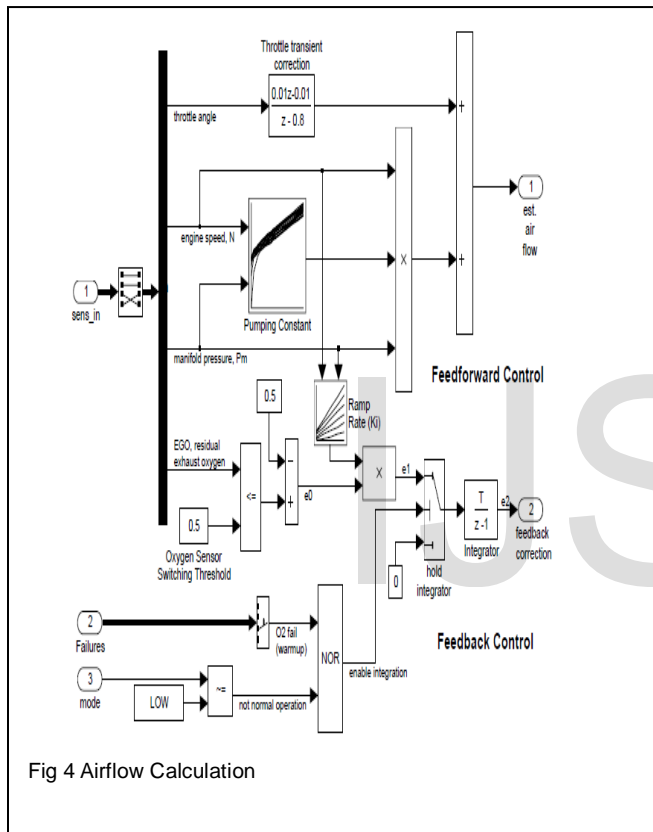 Throttle transient
correction
0.01z-0.01
z - 0.8
throttle angle
+
1
est.
air
flow
engine speed, N
Pumping Constant
X
+
1
sens_in
manifold pressure, Pm
Feedforward Control
0.5
Ramp
Rate (Ki)
EGO, residual
exhaust oxygen
<=
−
+
e0
X
e1
T
z -1
Integrator
e2
2
feedback
correction
0.5
Oxygen Sensor
Switching Threshold
0
hold
integrator
2
Failures
O2 fail
(warmup)
NOR
enable integration
Feedback Control
3
mode
LOW
~=
not normal operation
IJS
Fig 4 Airflow Calculation